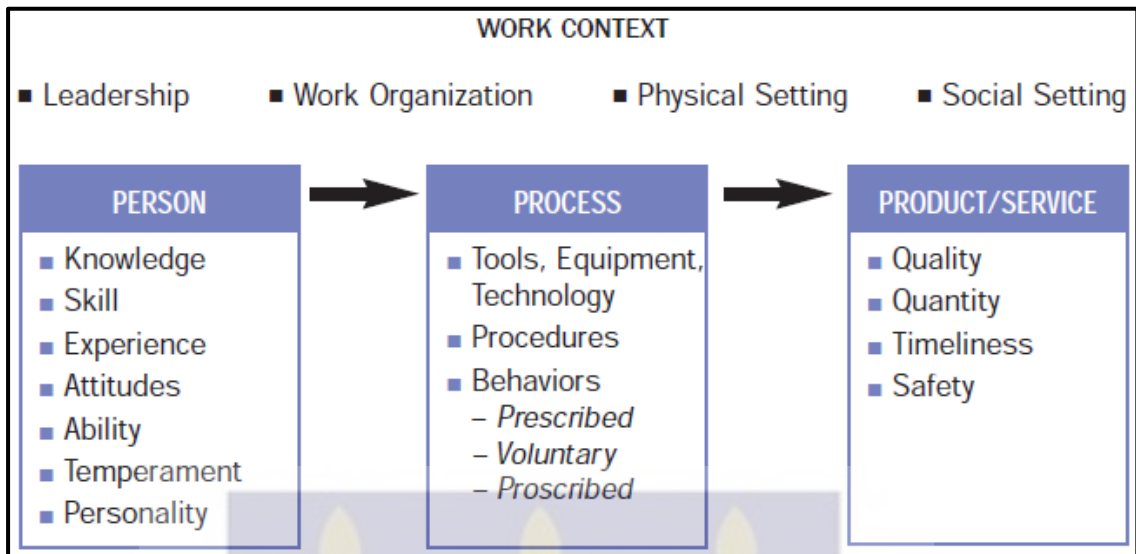 WORK CONTEXT
■ Leadership ■ Work Organization ■ Physical Setting ■ Social Setting
PERSON
■ Knowledge
■ Skill
■ Experience
■ Attitudes
■ Ability
■ Temperament
■ Personality
PROCESS
■ Tools, Equipment,
Technology
■ Procedures
■ Behaviors
– Prescribed
– Voluntary
– Proscribed
PRODUCT/SERVICE
■ Quality
■ Quantity
■ Timeliness
■ Safety